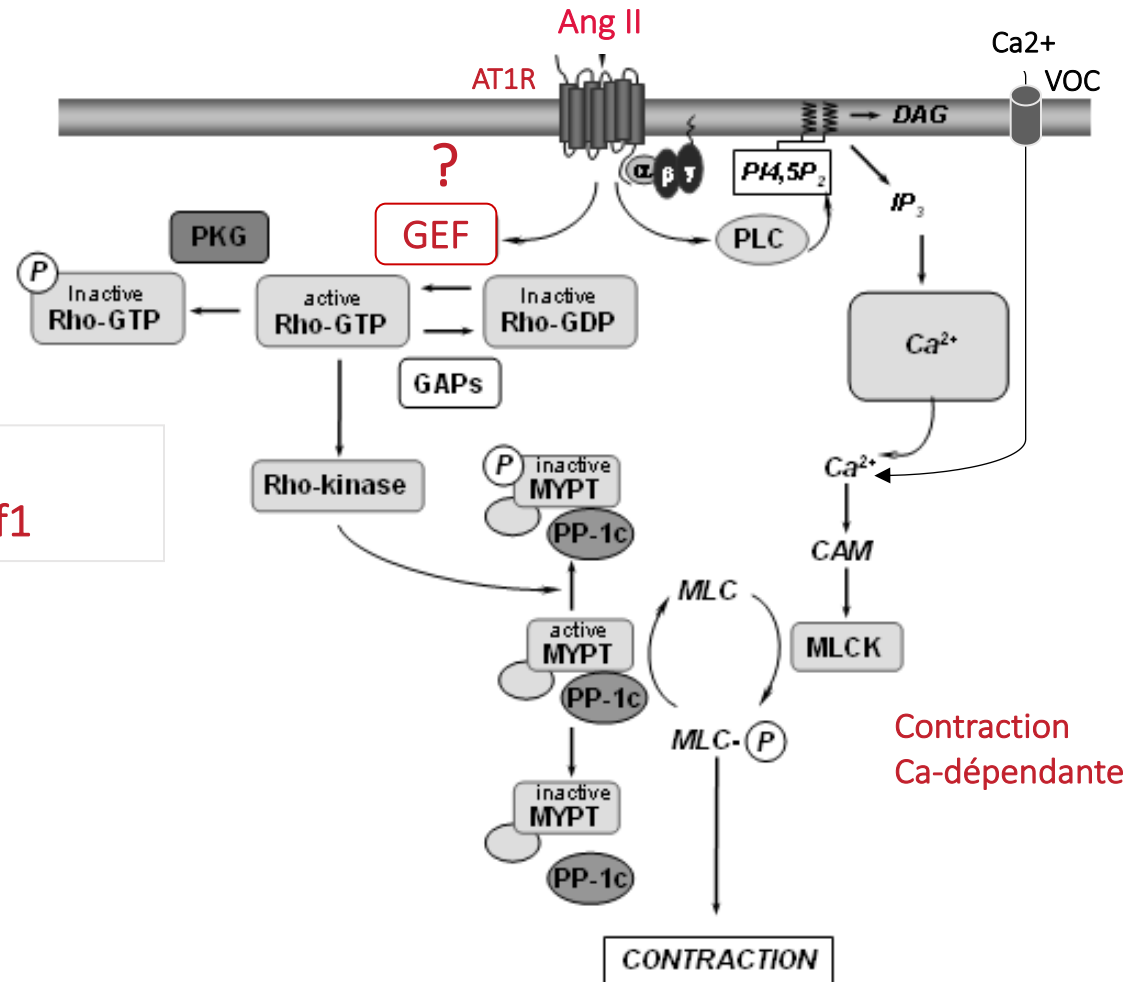 Ang II
Ca2+
AT1R
VOC
DAG
?
α β γ
PI4,5P₂
IP₃
PKG
GEF
PLC
P
Inactive
Rho-GTP
active
Rho-GTP
Inactive
Rho-GDP
Ca²⁺
GAPs
Rho-kinase
P
inactive
MYPT
PP-1c
Ca²⁺
f1
CAM
MLC
active
MYPT
PP-1c
MLCK
MLC- P
Contraction
Ca-dépendante
inactive
MYPT
PP-1c
CONTRACTION